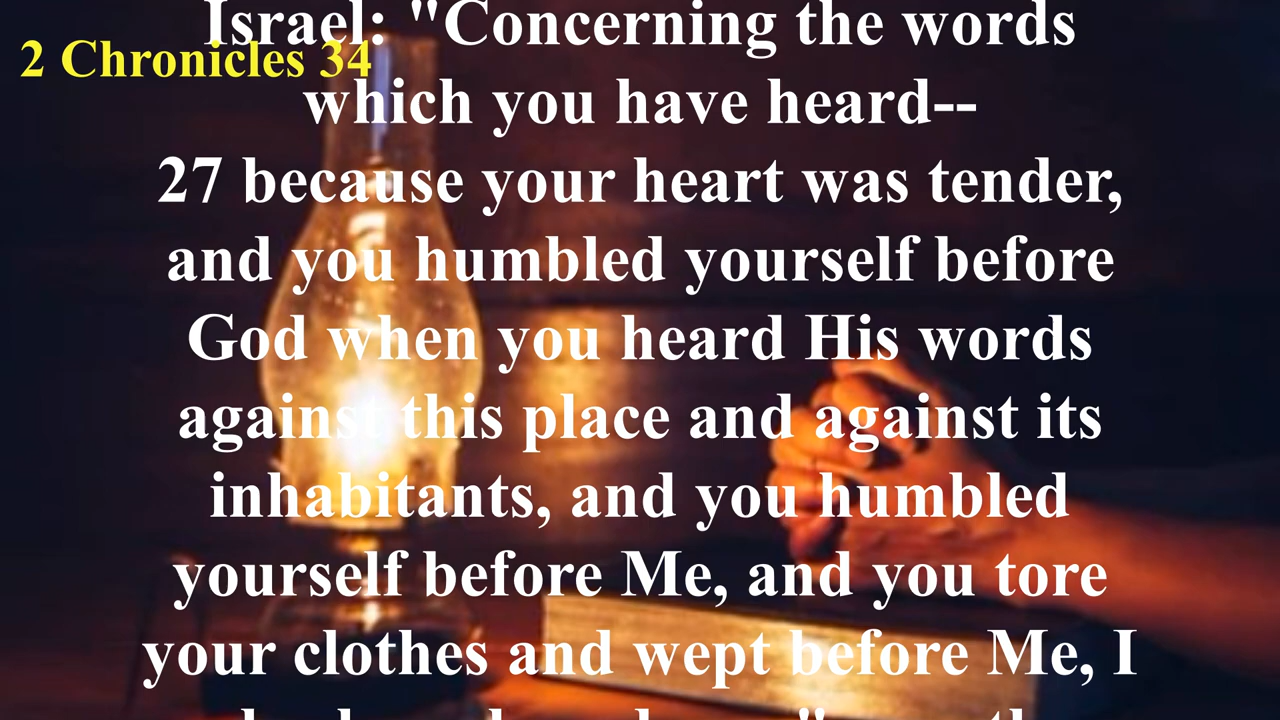 Israel: "Concerning the words
2 Chronicles 34
which you have heard--
27 because your heart was tender,
and you humbled yourself before
God when you heard His words
against this place and against its
inhabitants, and you humbled
yourself before Me, and you tore
your clothes and wept before Me, I